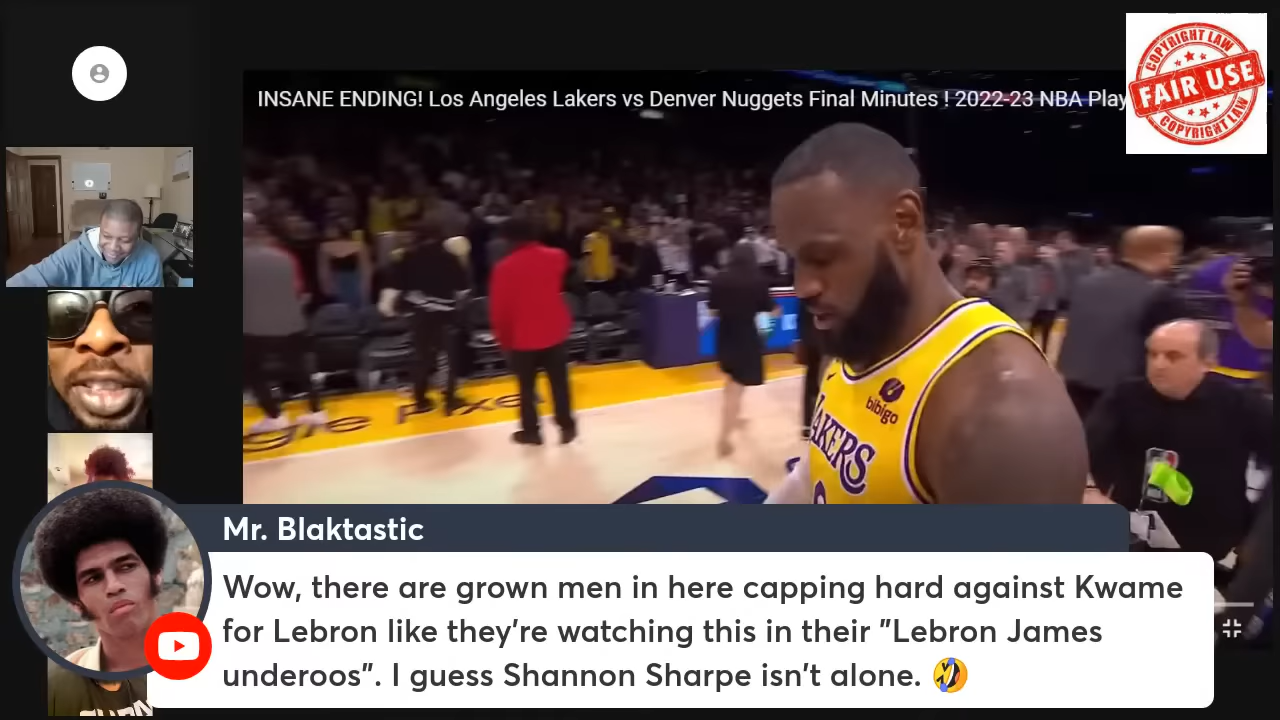 INSANE ENDING! Los Angeles Lakers vs Denver Nuggets Final Minutes ! 2022-23 NBA Play
COPYRIGHT LAW
FAIR USE
COPYRIGHT LAW
bibigo
LAKERS
gle Pixel
Mr. Blaktastic
Wow, there are grown men in here capping hard against Kwame
for Lebron like they're watching this in their "Lebron James
underoos". I guess Shannon Sharpe isn't alone. 🤣